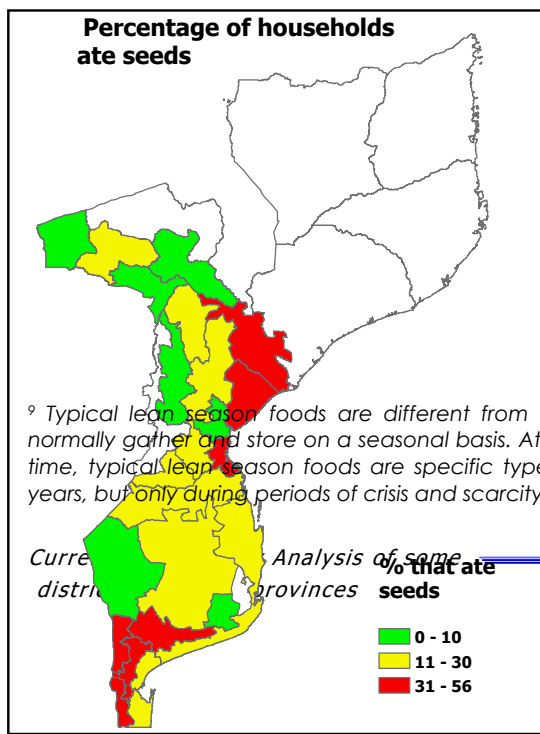 Percentage of households
ate seeds
⁹ Typical lean season foods are different from
normally gather and store on a seasonal basis. At
time, typical lean season foods are specific type
years, but only during periods of crisis and scarcity
Curre Analysis of some
distric provinces
% that ate
seeds
0 - 10
11 - 30
31 - 56